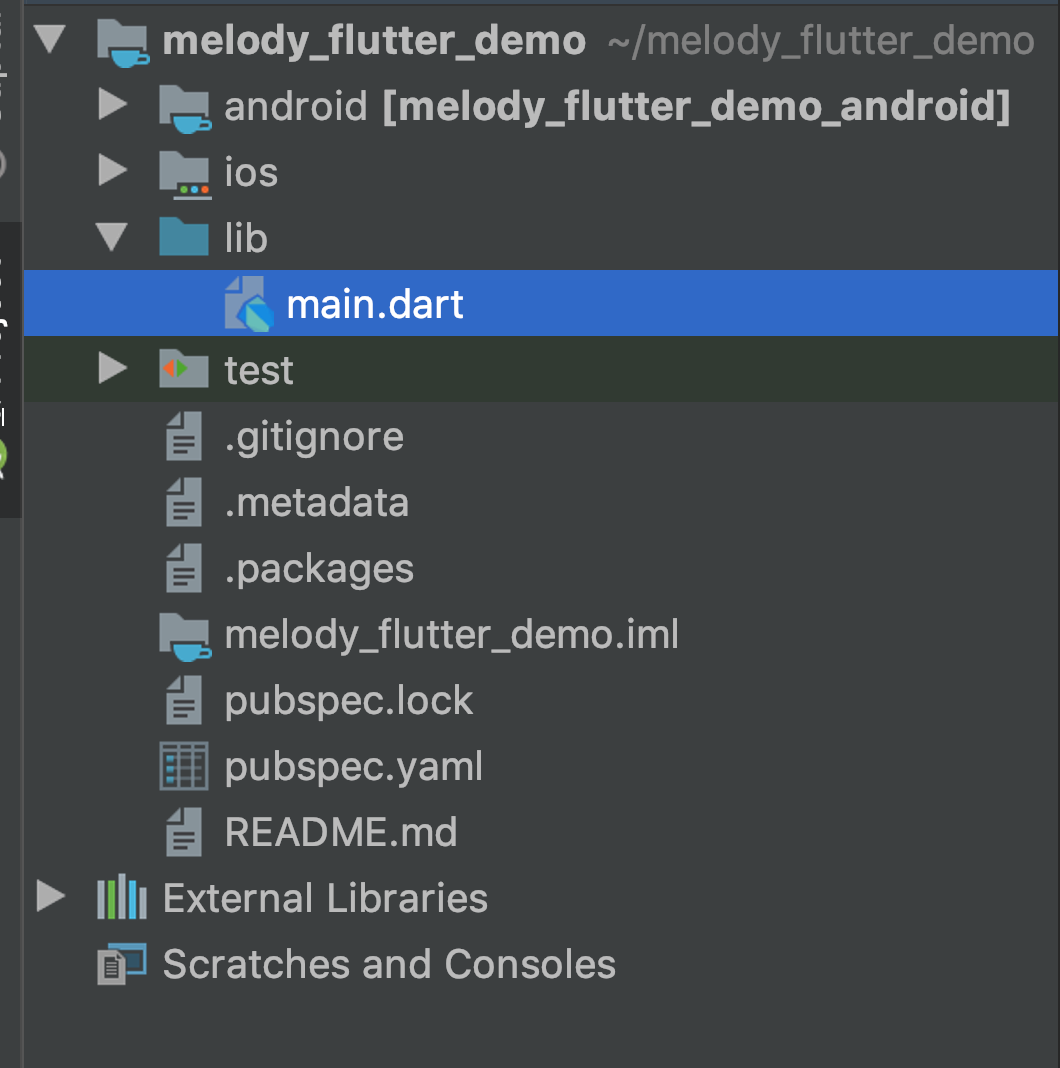 melody_flutter_demo ~/melody_flutter_demo
android [melody_flutter_demo_android]
ios
lib
main.dart
test
.gitignore
.metadata
.packages
melody_flutter_demo.iml
pubspec.lock
pubspec.yaml
README.md
External Libraries
Scratches and Consoles